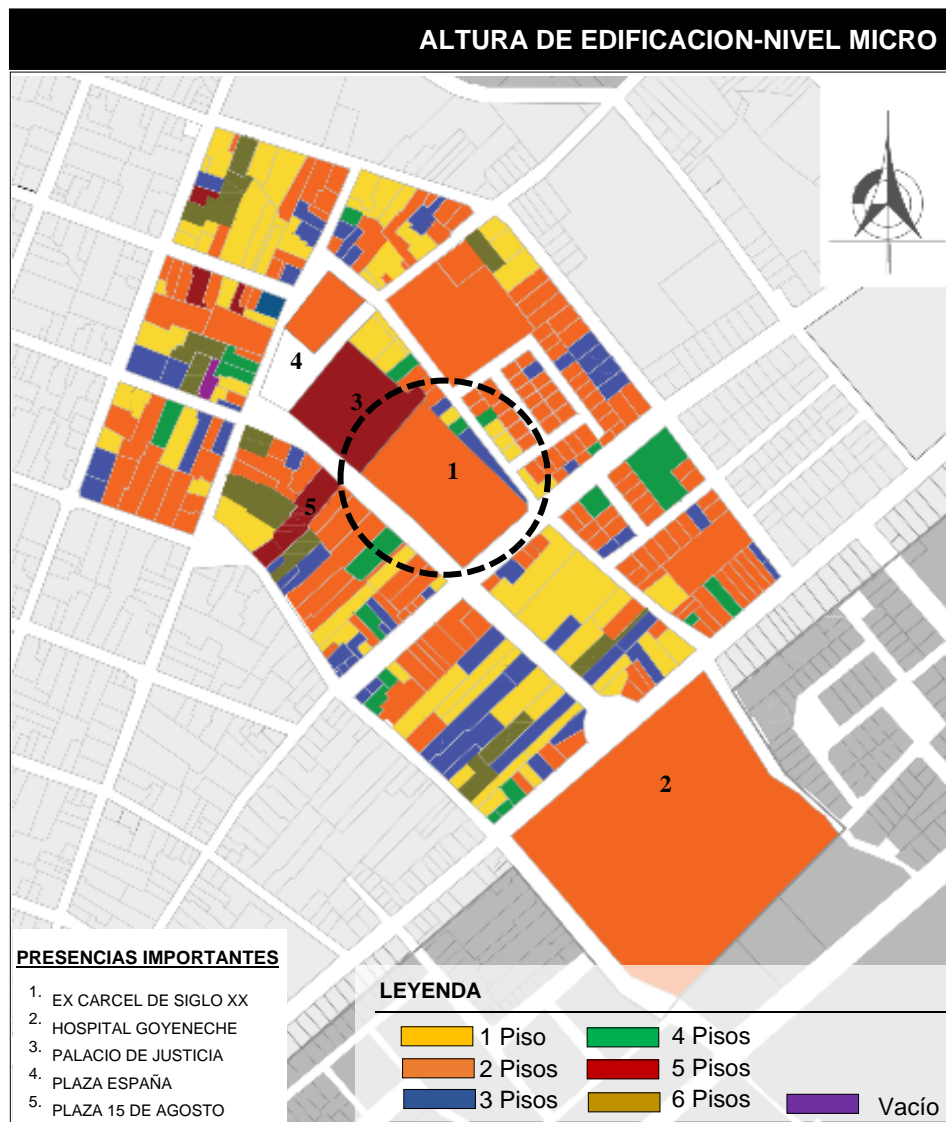 ALTURA DE EDIFICACION-NIVEL MICRO
4
3
1
5
2
PRESENCIAS IMPORTANTES
1. EX CARCEL DE SIGLO XX
2. HOSPITAL GOYENECHE
3. PALACIO DE JUSTICIA
4. PLAZA ESPAÑA
5. PLAZA 15 DE AGOSTO
LEYENDA
1 Piso
4 Pisos
2 Pisos
5 Pisos
3 Pisos
6 Pisos
Vacío